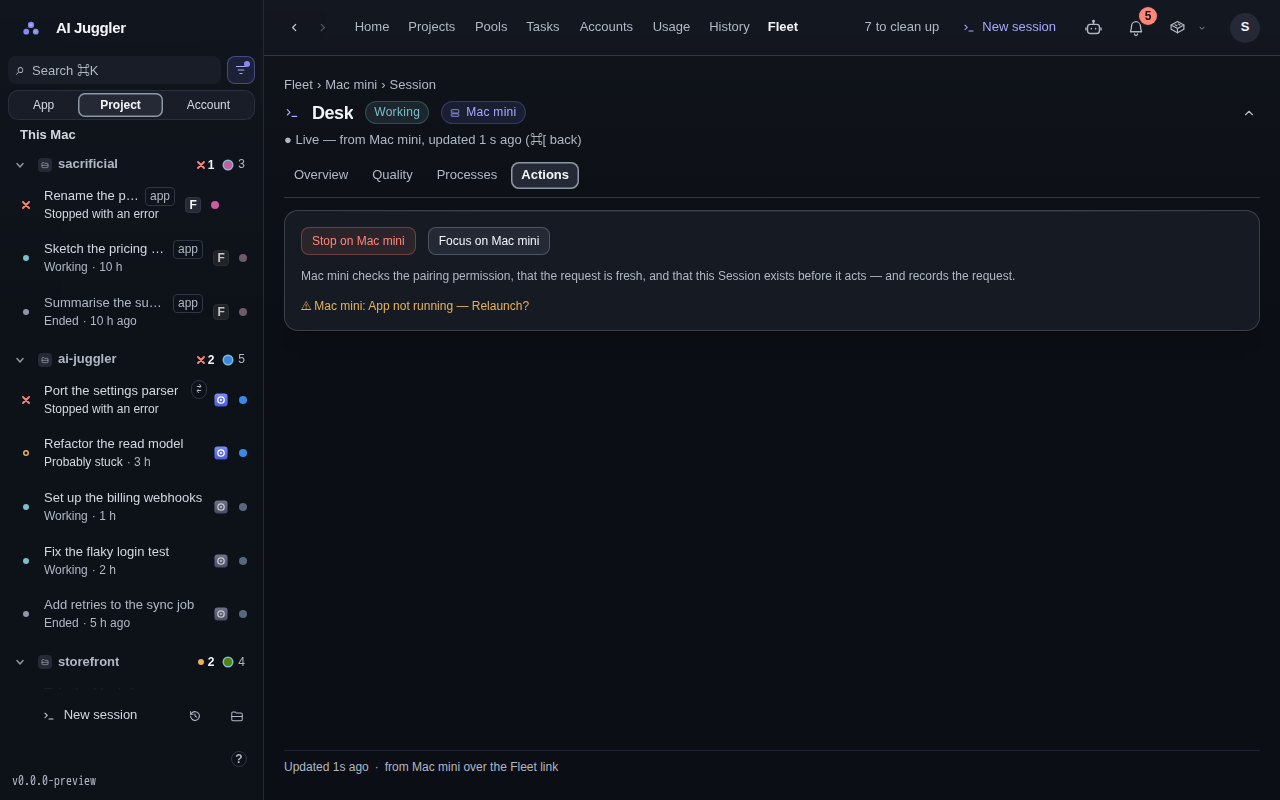 AI Juggler
Search ⌘K
App Project Account
This Mac
sacrificial 1 3
Rename the p… app
Stopped with an error F
Sketch the pricing … app
Working · 10 h F
Summarise the su… app
Ended · 10 h ago F
ai-juggler 2 5
Port the settings parser
Stopped with an error
Refactor the read model
Probably stuck · 3 h
Set up the billing webhooks
Working · 1 h
Fix the flaky login test
Working · 2 h
Add retries to the sync job
Ended · 5 h ago
storefront 2 4
New session
?
v0.0.0-preview
Home Projects Pools Tasks Accounts Usage History Fleet 7 to clean up New session 5 S
Fleet › Mac mini › Session
Desk Working Mac mini
● Live — from Mac mini, updated 1 s ago (⌘[ back)
Overview Quality Processes Actions
Stop on Mac mini Focus on Mac mini
Mac mini checks the pairing permission, that the request is fresh, and that this Session exists before it acts — and records the request.
⚠ Mac mini: App not running — Relaunch?
Updated 1s ago · from Mac mini over the Fleet link